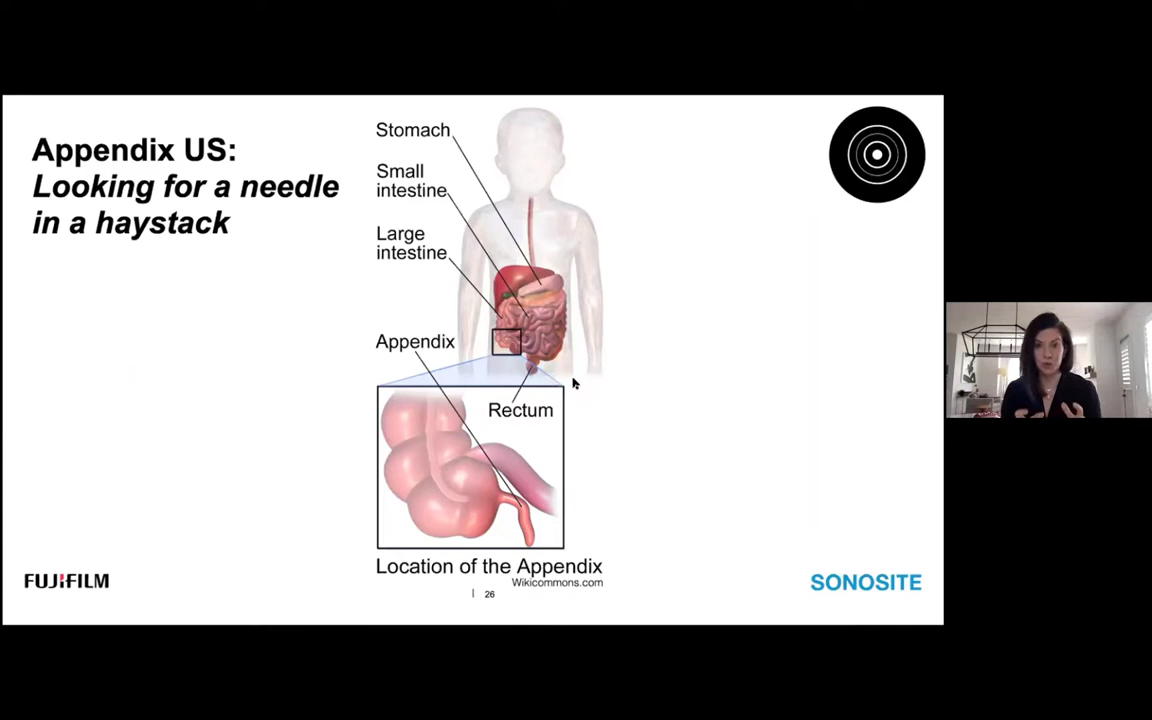 Appendix US:
Looking for a needle
in a haystack
Stomach
Small
intestine
Large
intestine
Appendix
Rectum
Location of the Appendix
Wikicommons.com
FUJIFILM
| 26
SONOSITE